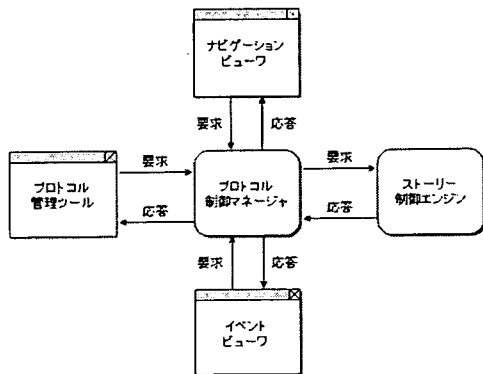 ナビゲーション
ビューワ
要求
応答
プロトコル
管理ツール
要求
応答
プロトコル
制御マネージャ
要求
応答
ストーリー
制御エンジン
要求
応答
イベント
ビューワ